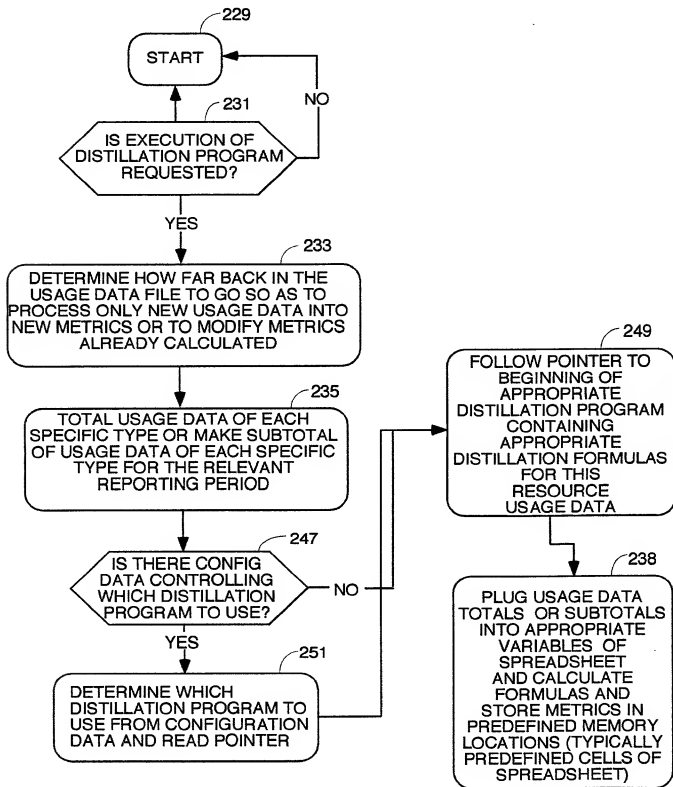 229
START
NO
231
IS EXECUTION OF
DISTILLATION PROGRAM
REQUESTED?
YES
233
DETERMINE HOW FAR BACK IN THE
USAGE DATA FILE TO GO SO AS TO
PROCESS ONLY NEW USAGE DATA INTO
NEW METRICS OR TO MODIFY METRICS
ALREADY CALCULATED
235
TOTAL USAGE DATA OF EACH
SPECIFIC TYPE OR MAKE SUBTOTAL
OF USAGE DATA OF EACH SPECIFIC
TYPE FOR THE RELEVANT
REPORTING PERIOD
247
IS THERE CONFIG
DATA CONTROLLING
WHICH DISTILLATION
PROGRAM TO USE?
NO
YES
251
DETERMINE WHICH
DISTILLATION PROGRAM TO
USE FROM CONFIGURATION
DATA AND READ POINTER
249
FOLLOW POINTER TO
BEGINNING OF
APPROPRIATE
DISTILLATION PROGRAM
CONTAINING
APPROPRIATE
DISTILLATION FORMULAS
FOR THIS
RESOURCE
USAGE DATA
238
PLUG USAGE DATA
TOTALS OR SUBTOTALS
INTO APPROPRIATE
VARIABLES OF
SPREADSHEET
AND CALCULATE
FORMULAS AND
STORE METRICS IN
PREDEFINED MEMORY
LOCATIONS (TYPICALLY
PREDEFINED CELLS OF
SPREADSHEET)